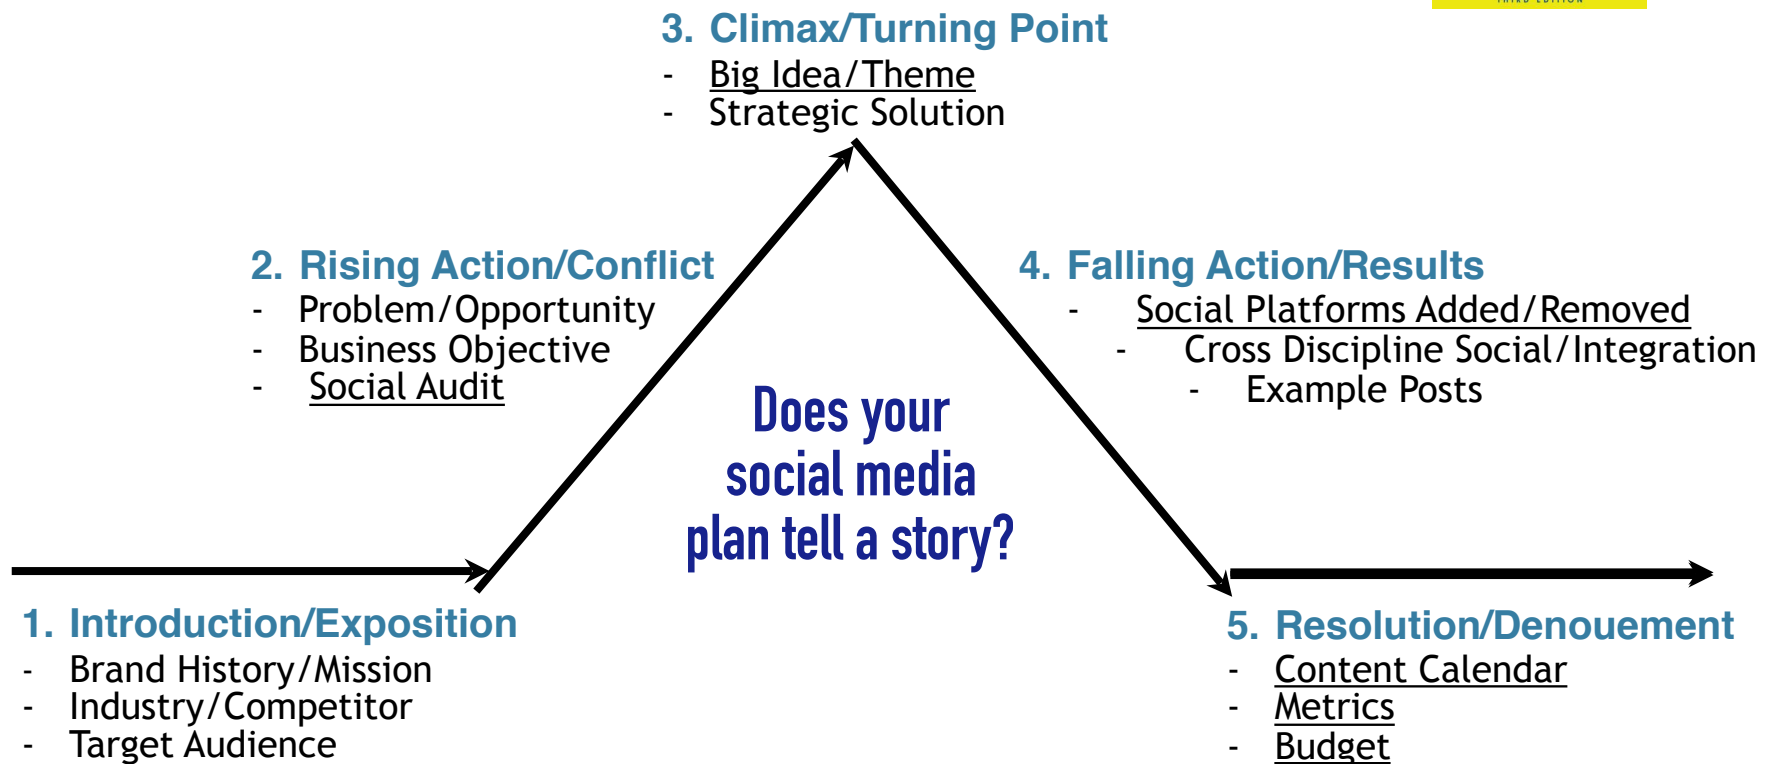 THIRD EDITION
3. Climax/Turning Point
- Big Idea/Theme
- Strategic Solution
2. Rising Action/Conflict
- Problem/Opportunity
- Business Objective
- Social Audit
4. Falling Action/Results
- Social Platforms Added/Removed
- Cross Discipline Social/Integration
- Example Posts
Does your
social media
plan tell a story?
1. Introduction/Exposition
- Brand History/Mission
- Industry/Competitor
- Target Audience
5. Resolution/Denouement
- Content Calendar
- Metrics
- Budget